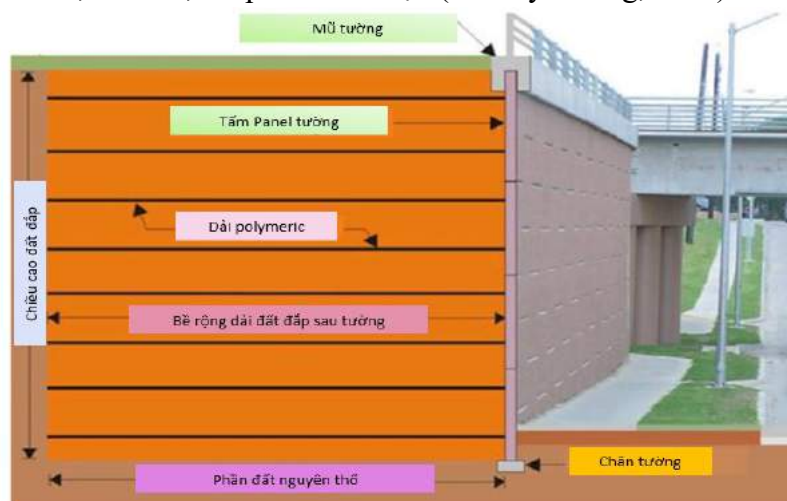 Mũ tường
Tấm Panel tường
Dải polymeric
Chiều cao đất đắp
Bề rộng dải đất đắp sau tường
Chân tường
Phần đất nguyên thổ